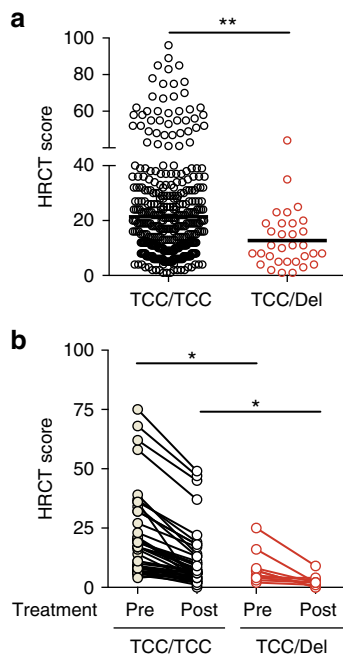 a
**
100
80
60
40
20
0
HRCT score
TCC/TCC TCC/Del
b
100
75
50
25
0
HRCT score
*
*
Treatment Pre Post Pre Post
TCC/TCC TCC/Del